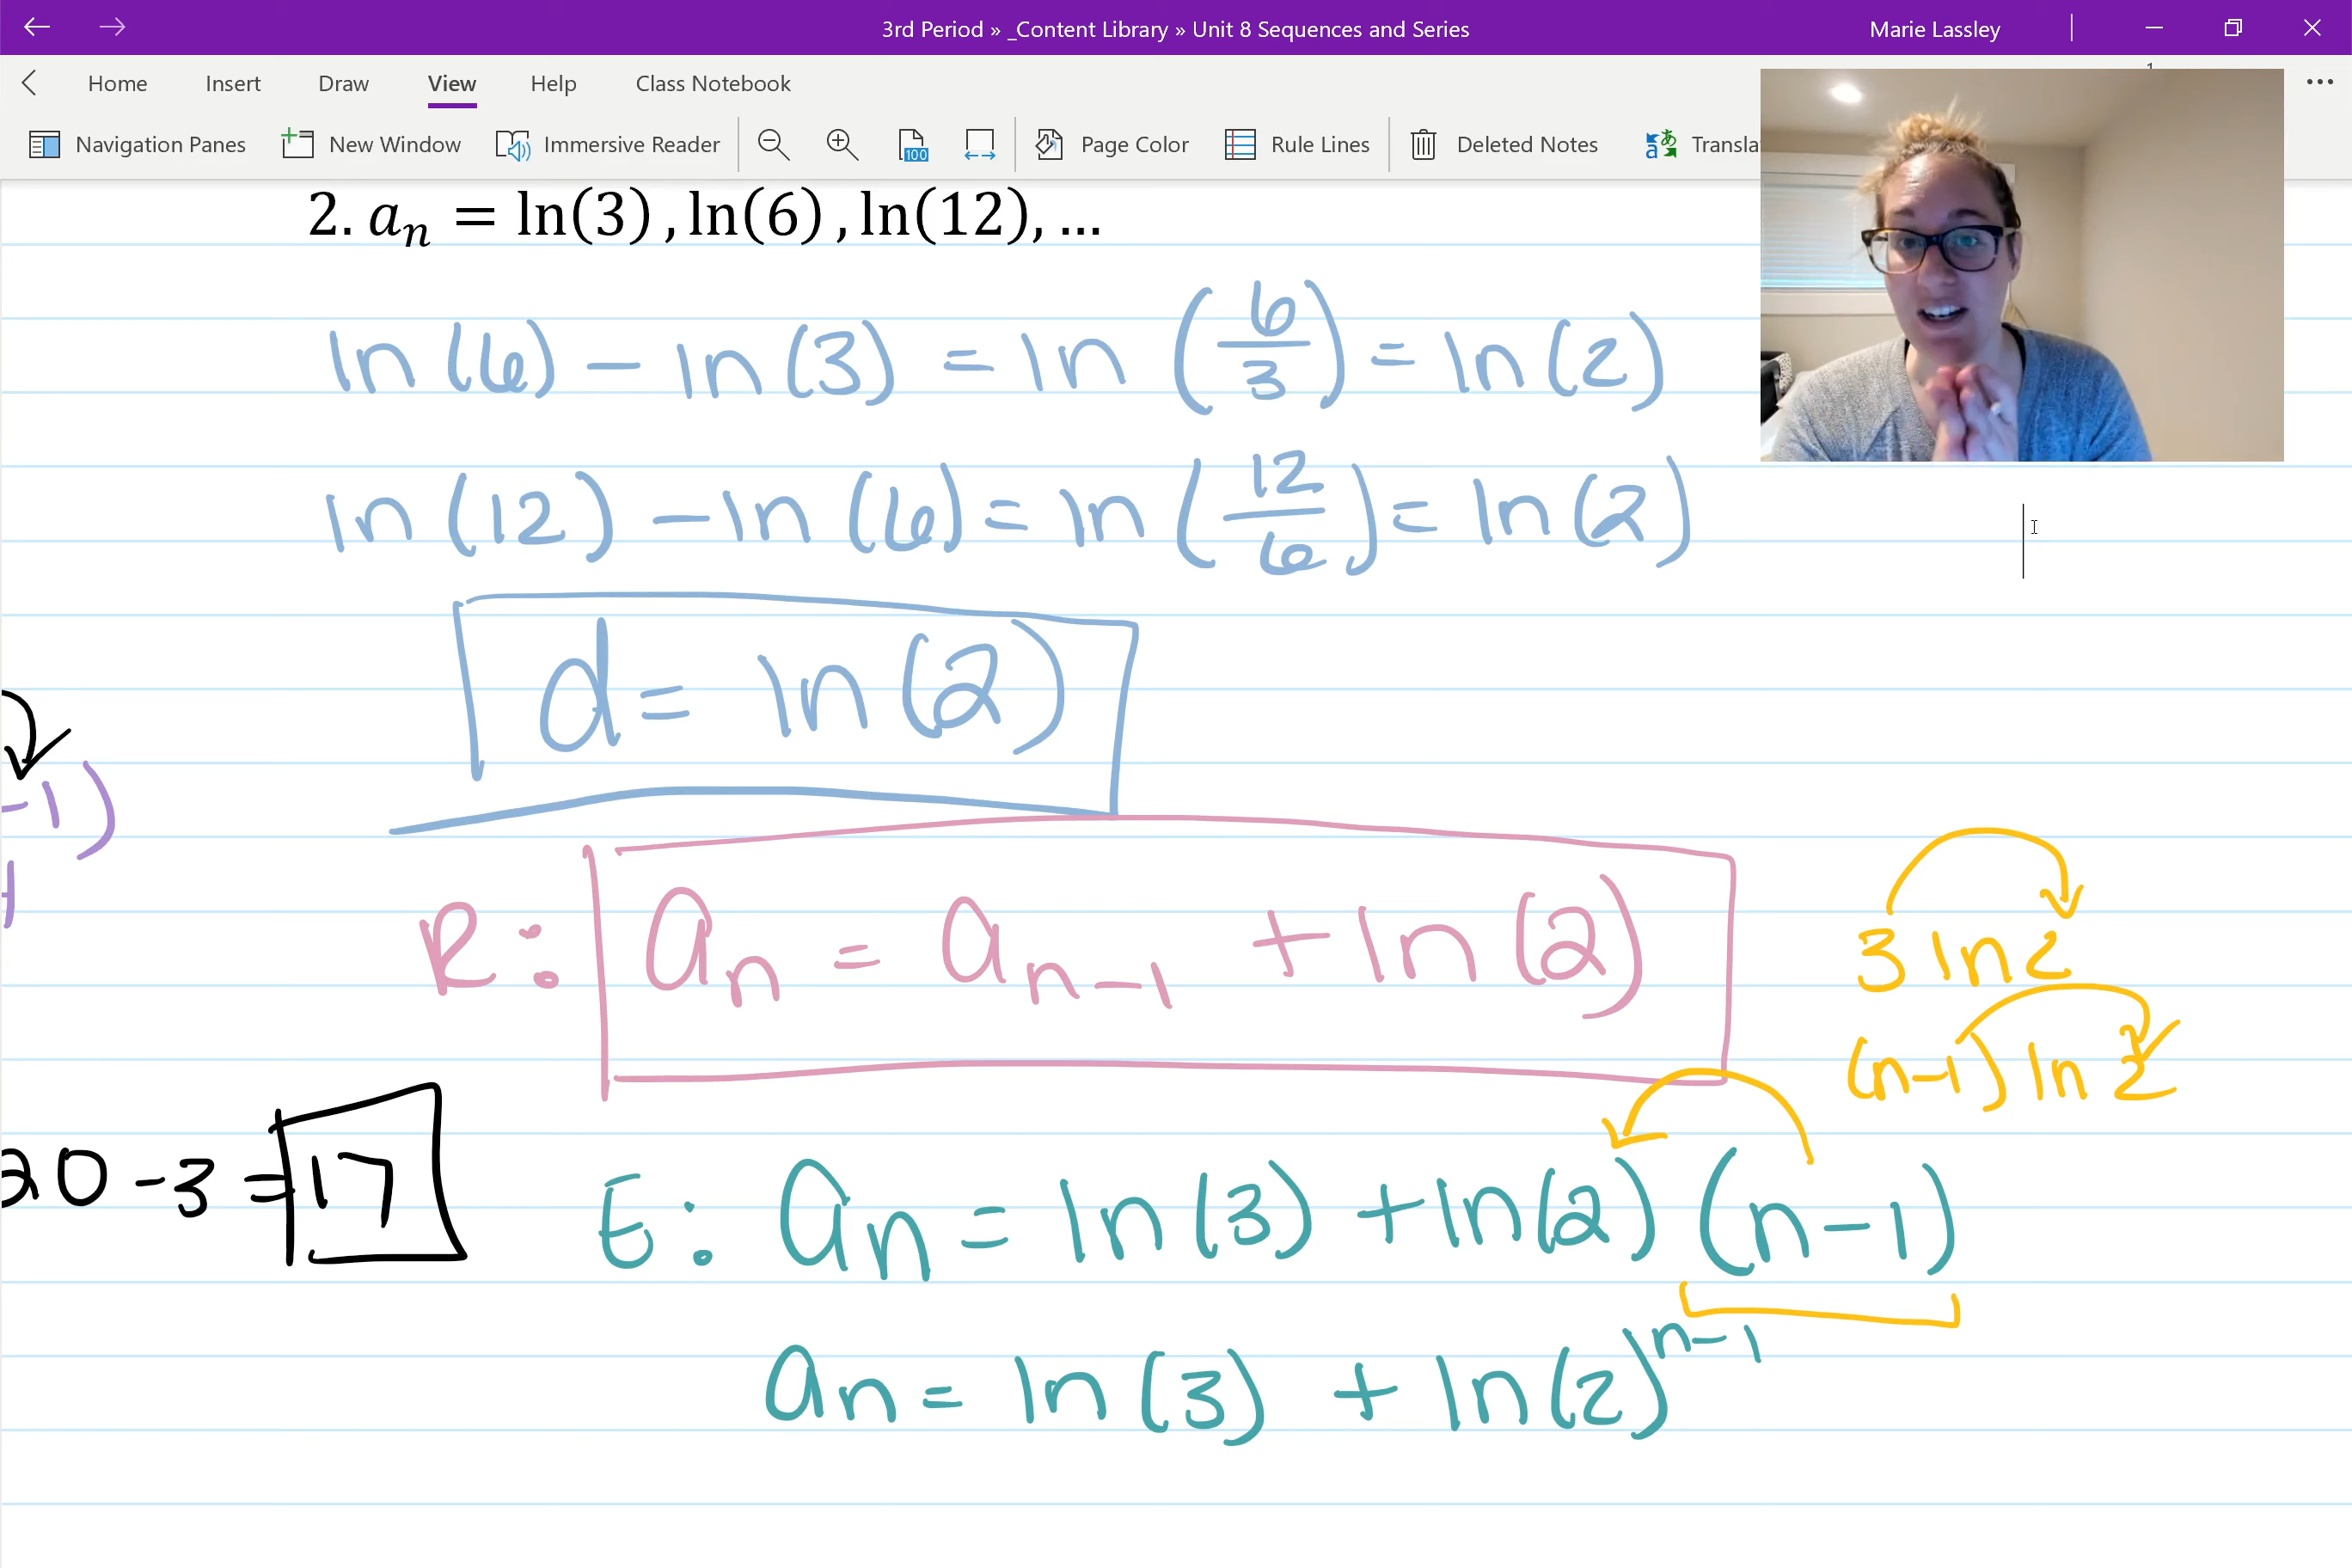 3rd Period » _Content Library » Unit 8 Sequences and Series
Marie Lassley
Home Insert Draw View Help Class Notebook
Navigation Panes New Window Immersive Reader 100 Page Color Rule Lines Deleted Notes Transla
2. aₙ = ln(3), ln(6), ln(12), ...
ln(6) − ln(3) = ln(6/3) = ln(2)
ln(12) − ln(6) = ln(12/6) = ln(2)
d = ln(2)
−1)
R: aₙ = aₙ₋₁ + ln(2)
3 ln 2
(n−1) ln 2
20 − 3 = 17
E: aₙ = ln(3) + ln(2)(n−1)
aₙ = ln(3) + ln(2)ⁿ⁻¹